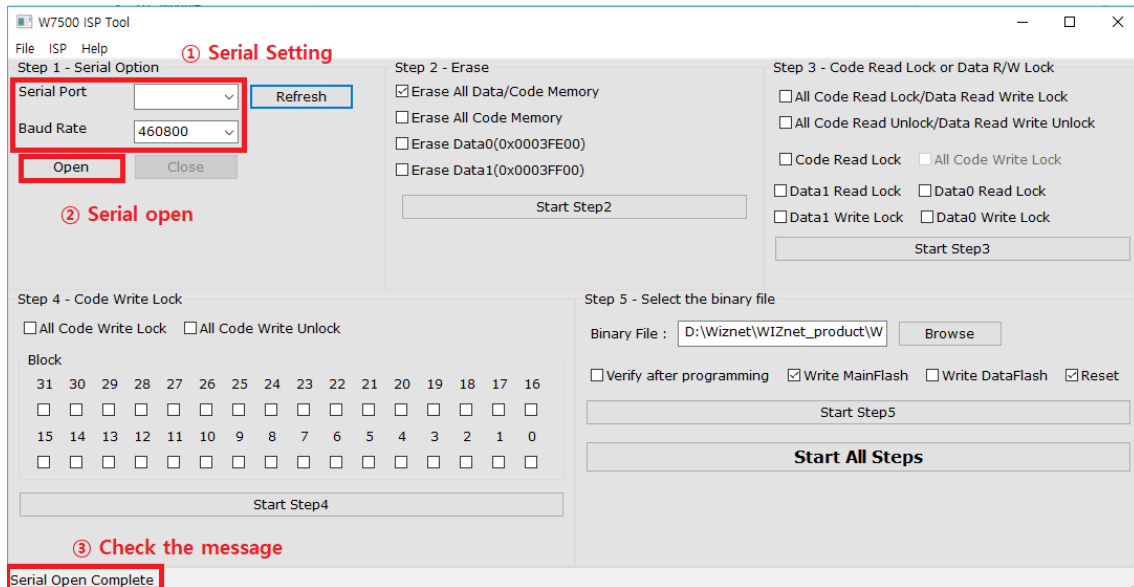 W7500 ISP Tool
File ISP Help
① Serial Setting
Step 1 - Serial Option
Serial Port
Refresh
Baud Rate
460800
Open
Close
② Serial open
Step 2 - Erase
Erase All Data/Code Memory
Erase All Code Memory
Erase Data0(0x0003FE00)
Erase Data1(0x0003FF00)
Start Step2
Step 3 - Code Read Lock or Data R/W Lock
All Code Read Lock/Data Read Write Lock
All Code Read Unlock/Data Read Write Unlock
Code Read Lock All Code Write Lock
Data1 Read Lock Data0 Read Lock
Data1 Write Lock Data0 Write Lock
Start Step3
Step 4 - Code Write Lock
All Code Write Lock All Code Write Unlock
Block
31 30 29 28 27 26 25 24 23 22 21 20 19 18 17 16
15 14 13 12 11 10 9 8 7 6 5 4 3 2 1 0
Start Step4
Step 5 - Select the binary file
Binary File : D:\Wiznet\WIZnet_product\W Browse
Verify after programming Write MainFlash Write DataFlash Reset
Start Step5
Start All Steps
③ Check the message
Serial Open Complete